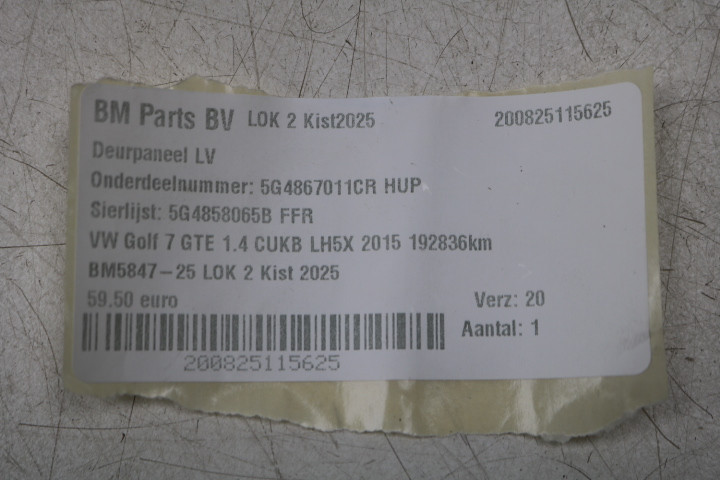 BM Parts BV LOK 2 Kist2025 200825115625
Deurpaneel LV
Onderdeelnummer: 5G4867011CR HUP
Sierlijst: 5G4858065B FFR
VW Golf 7 GTE 1.4 CUKB LH5X 2015 192836km
BM5847-25 LOK 2 Kist 2025
59.50 euro Verz: 20
Aantal: 1
200825115625